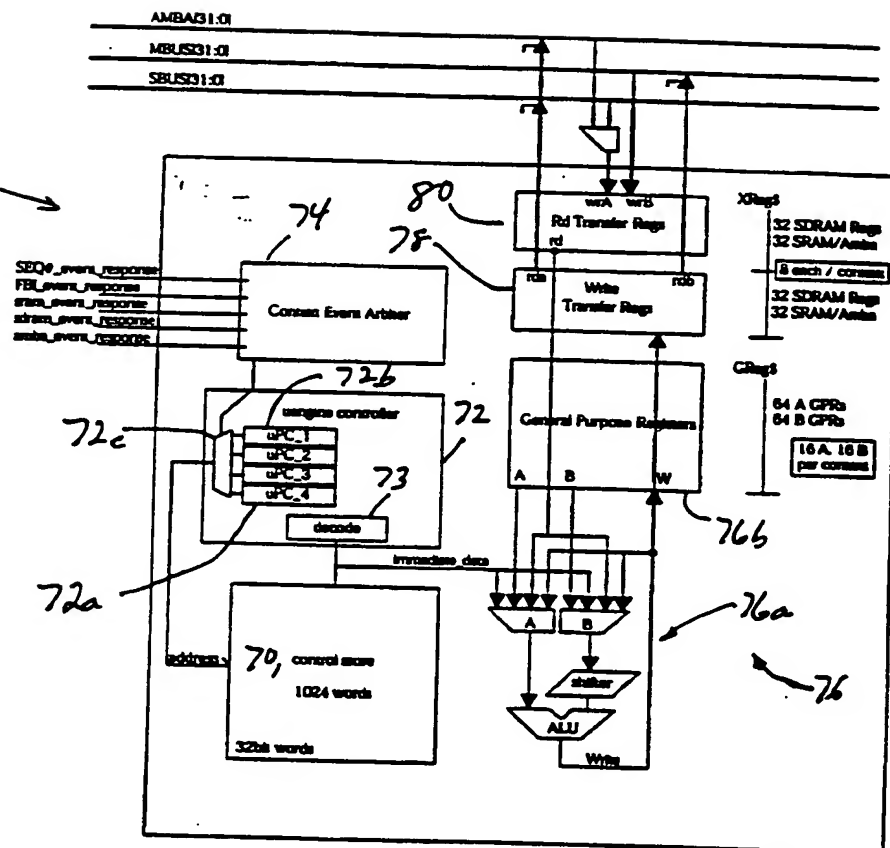 AMBA[31:0]
MBUS[31:0]
SBUS[31:0]
80
wrA wrB
Rd Transfer Regs
rd
XRegs
32 SDRAM Regs
32 SRAM/Amba
8 each / context
32 SDRAM Regs
32 SRAM/Amba
74
78
rda rdb
Write
Transfer Regs
SEQ#_event_response
FBI_event_response
sram_event_response
sdram_event_response
amba_event_response
Context Event Arbiter
72b
uengine controller
72
72c
uPC_1
uPC_2
uPC_3
uPC_4
73
decode
72a
General Purpose Registers
A B W
GRegs
64 A GPRs
64 B GPRs
16 A, 16 B
per context
76b
immediate_data
A B
76a
76
shifter
ALU
Write
address
70, control store
1024 words
32bit words